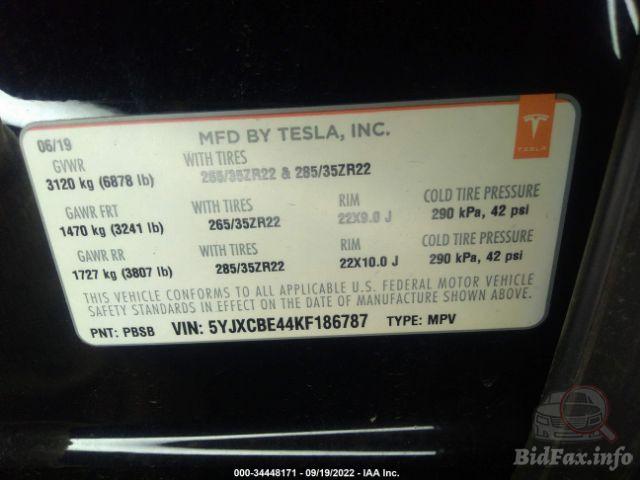 06/19
MFD BY TESLA, INC.
TESLA
GVWR
3120 kg (6878 lb)
WITH TIRES
265/35ZR22 & 285/35ZR22
GAWR FRT
1470 kg (3241 lb)
WITH TIRES
265/35ZR22
RIM
22X9.0 J
COLD TIRE PRESSURE
290 kPa, 42 psi
GAWR RR
1727 kg (3807 lb)
WITH TIRES
285/35ZR22
RIM
22X10.0 J
COLD TIRE PRESSURE
290 kPa, 42 psi
THIS VEHICLE CONFORMS TO ALL APPLICABLE U.S. FEDERAL MOTOR VEHICLE
SAFETY STANDARDS IN EFFECT ON THE DATE OF MANUFACTURE SHOWN ABOVE.
PNT: PBSB VIN: 5YJXCBE44KF186787 TYPE: MPV
BidFax.info
000-34448171 - 09/19/2022 - IAA Inc.